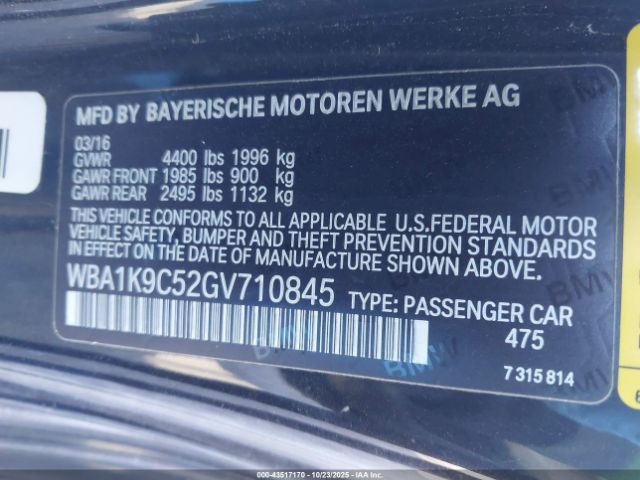 MFD BY BAYERISCHE MOTOREN WERKE AG
03/16
GVWR 4400 lbs 1996 kg
GAWR FRONT 1985 lbs 900 kg
GAWR REAR 2495 lbs 1132 kg
THIS VEHICLE CONFORMS TO ALL APPLICABLE U.S.FEDERAL MOTOR
VEHICLE SAFETY, BUMPER AND THEFT PREVENTION STANDARDS
IN EFFECT ON THE DATE OF MANUFACTURE SHOWN ABOVE.
WBA1K9C52GV710845 TYPE: PASSENGER CAR
475
7 315 814
00-43517170 • 10/23/2025 • IAAI.COM